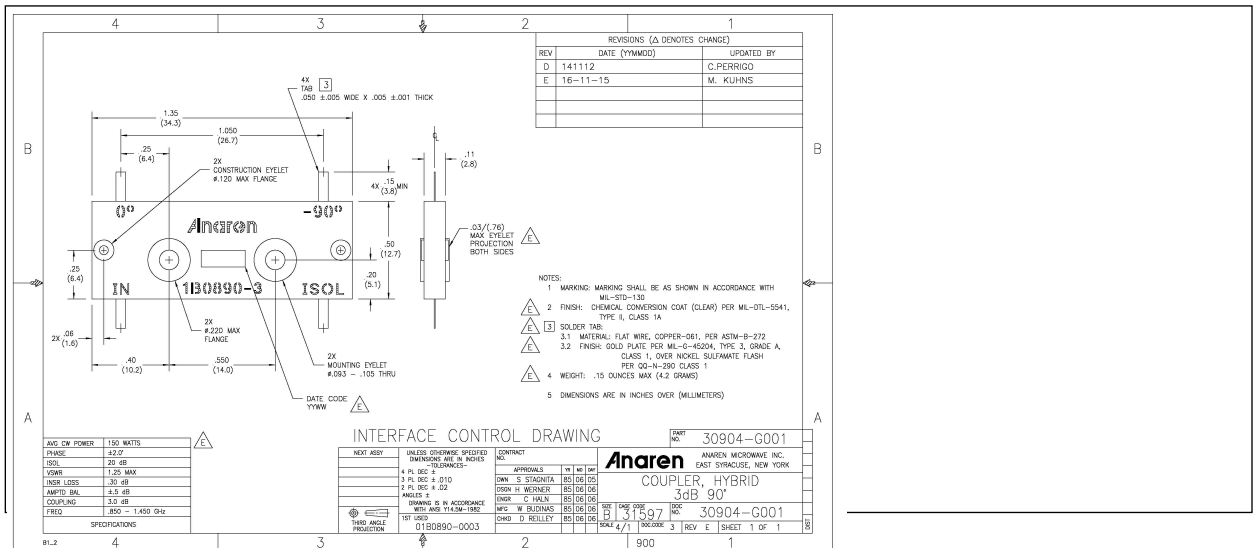 4 3 2 1
REVISIONS (△ DENOTES CHANGE)
REV DATE (YYMMDD) UPDATED BY
D 141112 C.PERRIGO
E 16-11-15 M. KUHNS
4X
TAB 3
.050 ±.005 WIDE X .005 ±.001 THICK
1.35
(34.3)
1.050
(26.7)
.25
(6.4)
2X
CONSTRUCTION EYELET
ø.120 MAX FLANGE
4X .15 MIN
(3.8)
.11
(2.8)
B B
0° -90°
Anaren
1B0890-3
IN ISOL
.25
(6.4)
.50
(12.7)
.20
(5.1)
.03/(.76)
MAX EYELET
PROJECTION
BOTH SIDES
E
2X .06
(1.6)
2X
ø.220 MAX
FLANGE
.40
(10.2)
.550
(14.0)
2X
MOUNTING EYELET
ø.093 - .105 THRU
DATE CODE
YYWW
E
NOTES:
1 MARKING: MARKING SHALL BE AS SHOWN IN ACCORDANCE WITH
MIL-STD-130
E 2 FINISH: CHEMICAL CONVERSION COAT (CLEAR) PER MIL-DTL-5541,
TYPE II, CLASS 1A
E 3 SOLDER TAB:
3.1 MATERIAL: FLAT WIRE, COPPER-061, PER ASTM-B-272
E 3.2 FINISH: GOLD PLATE PER MIL-G-45204, TYPE 3, GRADE A,
CLASS 1, OVER NICKEL SULFAMATE FLASH
PER QQ-N-290 CLASS 1
E 4 WEIGHT: .15 OUNCES MAX (4.2 GRAMS)
5 DIMENSIONS ARE IN INCHES OVER (MILLIMETERS)
A A
AVG CW POWER 150 WATTS
E
PHASE ±2.0°
ISOL 20 dB
VSWR 1.25 MAX
INSR LOSS .30 dB
AMPTD BAL ±.5 dB
COUPLING 3.0 dB
FREQ .850 - 1.450 GHz
SPECIFICATIONS
INTERFACE CONTROL DRAWING
PART NO. 30904-G001
NEXT ASSY
UNLESS OTHERWISE SPECIFIED
DIMENSIONS ARE IN INCHES
-TOLERANCES-
4 PL DEC ±
3 PL DEC ± .010
2 PL DEC ± .02
ANGLES ±
DRAWING IS IN ACCORDANCE
WITH ANSI Y14.5M-1982
THIRD ANGLE
PROJECTION
1ST USED
01B0890-0003
CONTRACT
NO.
APPROVALS YR MO DAY
DWN S STAGNITA 85 06 05
DSGN H WERNER 85 06 06
ENGR C HALN 85 06 06
MFG W BUDINAS 85 06 06
CHKD D REILLEY 85 06 06
Anaren
ANAREN MICROWAVE INC.
EAST SYRACUSE, NEW YORK
COUPLER, HYBRID
3dB 90°
SIZE B CAGE CODE 31597 DOC NO. 30904-G001
SCALE 4/1 DOC.CODE 3 REV E SHEET 1 OF 1
DIST
B1_2 4 3 2 900 1